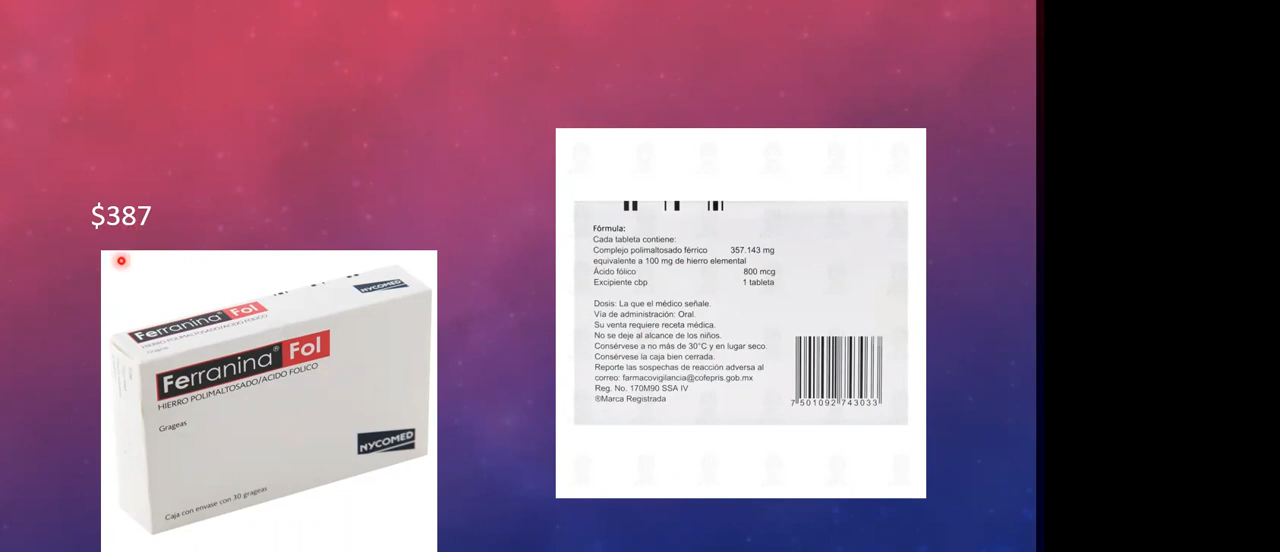 $387
Ferranina® Fol
HIERRO POLIMALTOSADO/ACIDO FOLICO
NYCOMED
Ferranina® Fol
HIERRO POLIMALTOSADO/ACIDO FOLICO
Grageas
NYCOMED
Caja con envase con 30 grageas
Fórmula:
Cada tableta contiene:
Complejo polimaltosado férrico 357.143 mg
equivalente a 100 mg de hierro elemental
Ácido fólico 800 mcg
Excipiente cbp 1 tableta
Dosis: La que el médico señale.
Vía de administración: Oral.
Su venta requiere receta médica.
No se deje al alcance de los niños.
Consérvese a no más de 30°C y en lugar seco.
Consérvese la caja bien cerrada.
Reporte las sospechas de reacción adversa al
correo: farmacovigilancia@cofepris.gob.mx
Reg. No. 170M90 SSA IV
®Marca Registrada
7 501092 743033